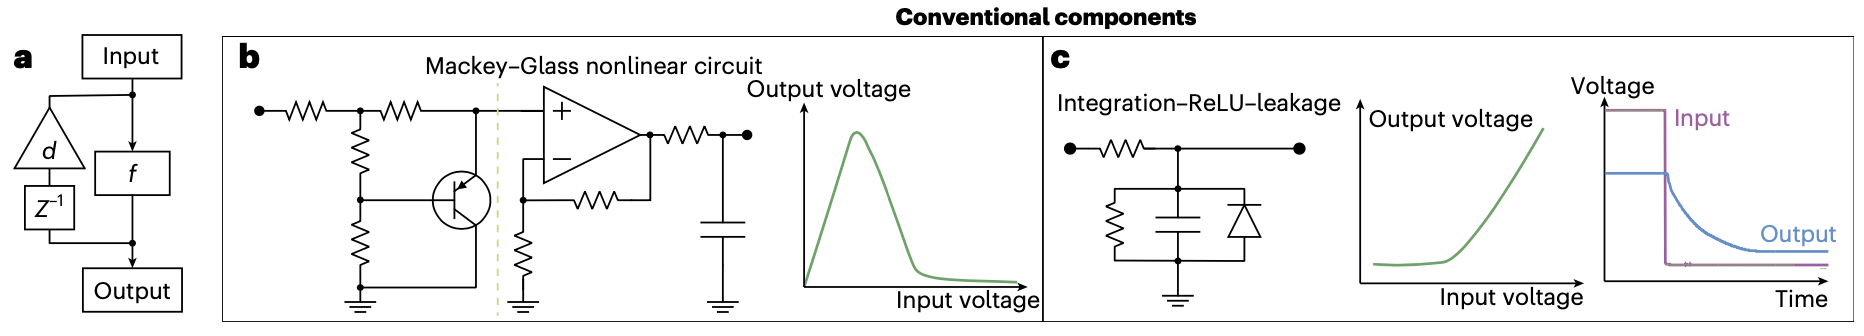 Conventional components
a
Input
d
f
Z⁻¹
Output
b
Mackey–Glass nonlinear circuit
+
−
Output voltage
Input voltage
c
Integration–ReLU–leakage
Output voltage
Input voltage
Voltage
Input
Output
Time